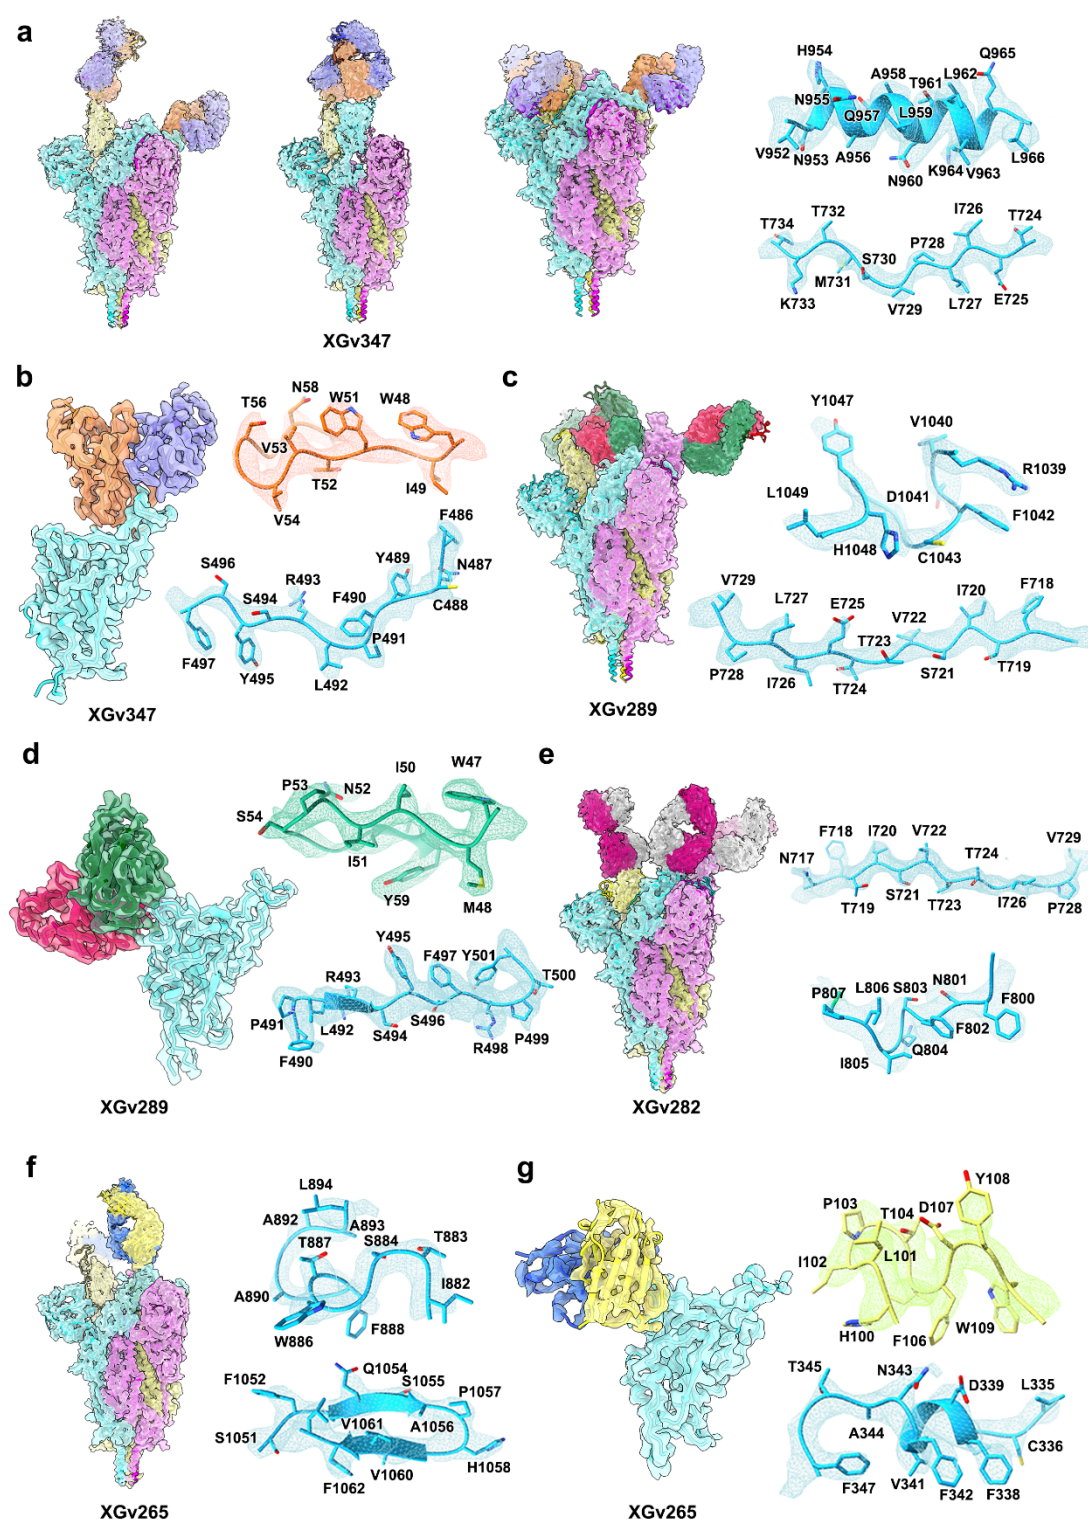 a
H954
Q965
A958
L962
T961
N955
Q957
L959
V952
N953
A956
L966
K964
V963
N960
I726
T734
T732
T724
P728
S730
M731
K733
E725
L727
V729
XGv347
b
N58
W51
W48
T56
V53
T52
I49
V54
F486
Y489
N487
S496
R493
S494
F490
C488
P491
F497
Y495
L492
XGv347
c
Y1047
V1040
R1039
L1049
D1041
F1042
H1048
C1043
V729
F718
I720
L727
E725
V722
T723
P728
S721
T719
I726
T724
XGv289
d
I50
W47
P53
N52
S54
I51
Y59
M48
Y495
F497
Y501
R493
T500
P491
L492
S496
S494
P499
R498
F490
XGv289
e
F718
I720
V722
V729
N717
T724
T719
S721
T723
I726
P728
N801
L806
S803
P807
F800
F802
Q804
I805
XGv282
f
L894
A892
A893
T887
S884
T883
I882
A890
F888
W886
Q1054
F1052
S1055
P1057
V1061
A1056
S1051
H1058
V1060
F1062
XGv265
g
Y108
P103
D107
T104
L101
I102
H100
F106
W109
T345
N343
D339
L335
A344
C336
F347
V341
F342
F338
XGv265